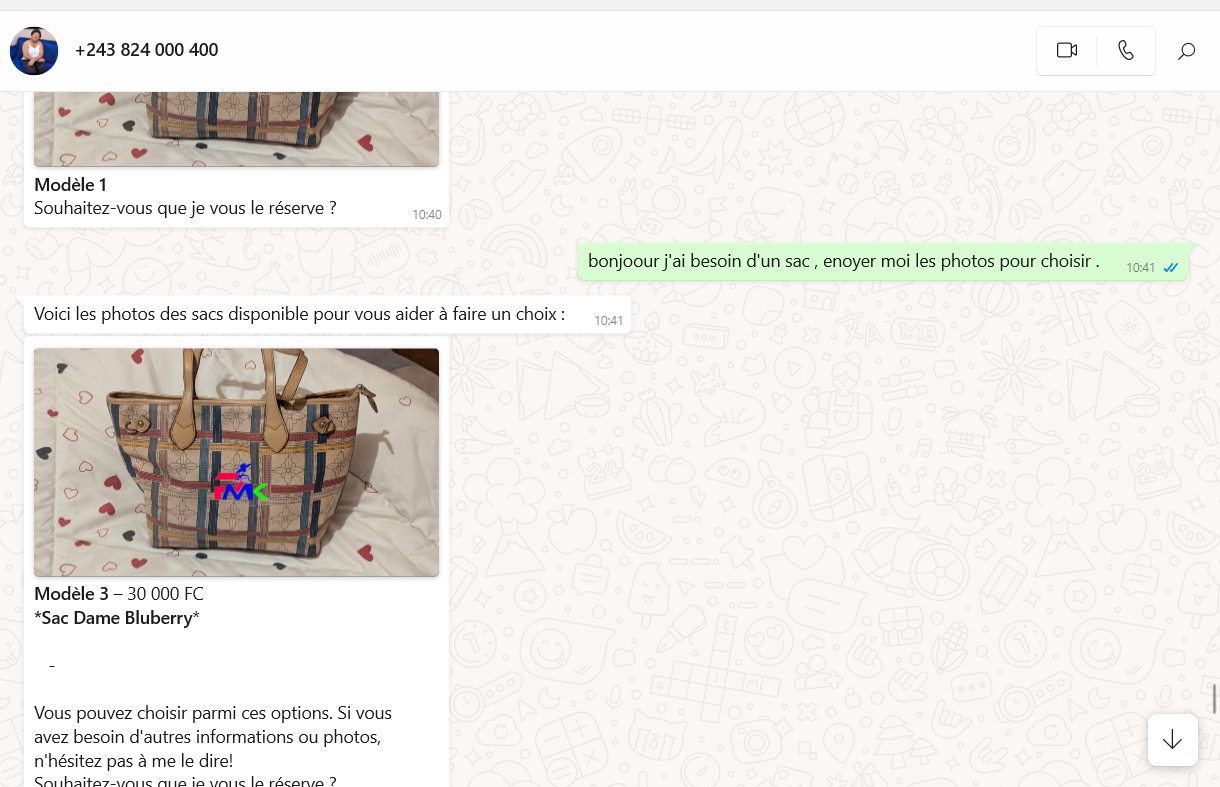 +243 824 000 400
Modèle 1
Souhaitez-vous que je vous le réserve ?
10:40
bonjoour j'ai besoin d'un sac , enoyer moi les photos pour choisir .
10:41
Voici les photos des sacs disponible pour vous aider à faire un choix :
10:41
FMK
Modèle 3 – 30 000 FC
*Sac Dame Bluberry*
-
Vous pouvez choisir parmi ces options. Si vous
avez besoin d'autres informations ou photos,
n'hésitez pas à me le dire!
Souhaitez-vous que je vous le réserve ?